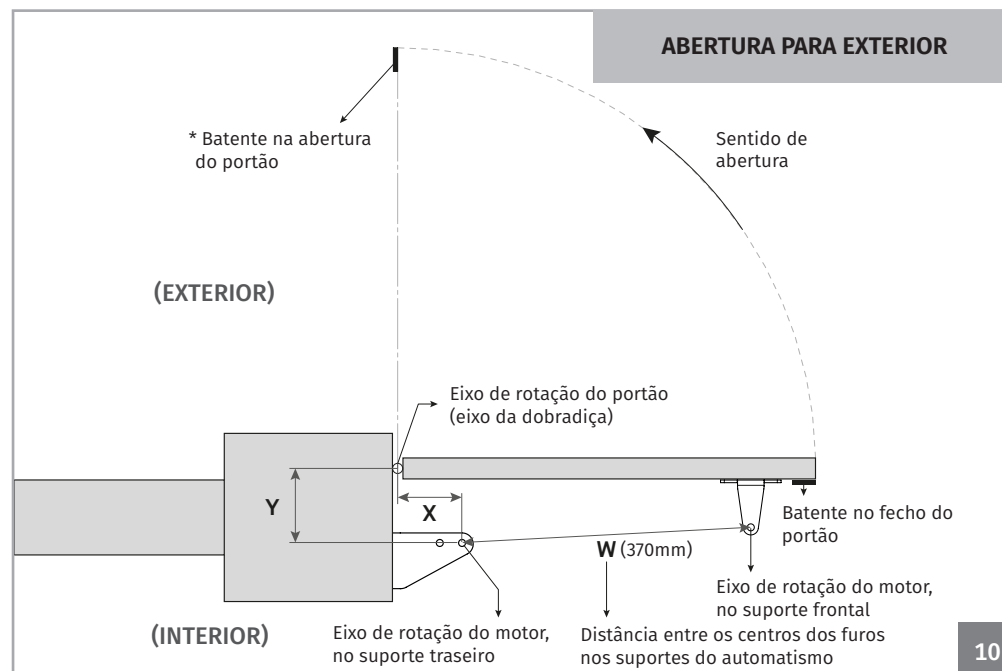 ABERTURA PARA EXTERIOR
* Batente na abertura
do portão
Sentido de
abertura
(EXTERIOR)
Eixo de rotação do portão
(eixo da dobradiça)
Y
X
Batente no fecho do
portão
W (370mm)
Eixo de rotação do motor,
no suporte frontal
(INTERIOR)
Eixo de rotação do motor,
no suporte traseiro
Distância entre os centros dos furos
nos suportes do automatismo
10